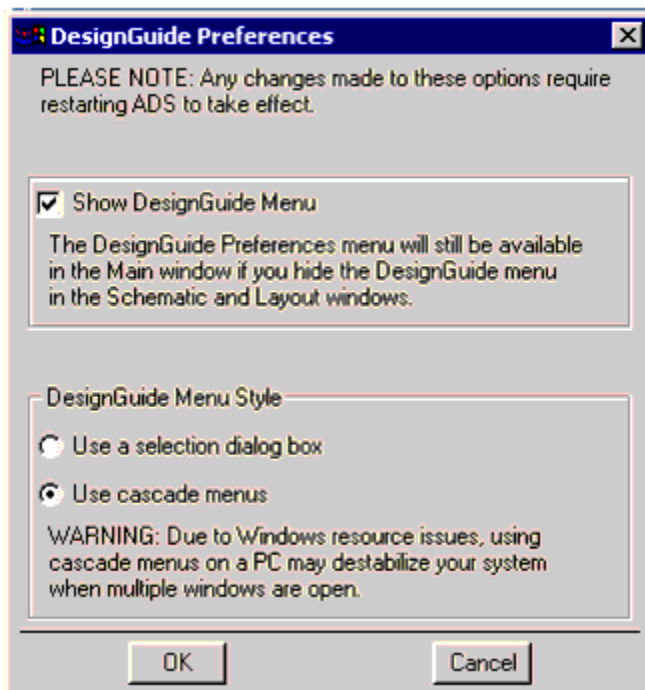 DesignGuide Preferences
PLEASE NOTE: Any changes made to these options require
restarting ADS to take effect.
Show DesignGuide Menu
The DesignGuide Preferences menu will still be available
in the Main window if you hide the DesignGuide menu
in the Schematic and Layout windows.
DesignGuide Menu Style
Use a selection dialog box
Use cascade menus
WARNING: Due to Windows resource issues, using
cascade menus on a PC may destabilize your system
when multiple windows are open.
OK
Cancel